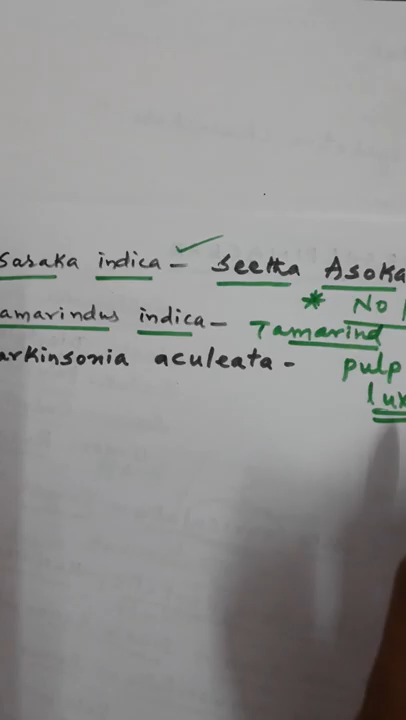 Saraka indica - Seetha Asoka
* No
amarindus indica - Tamarind
arkinsonia aculeata - pulp
lux